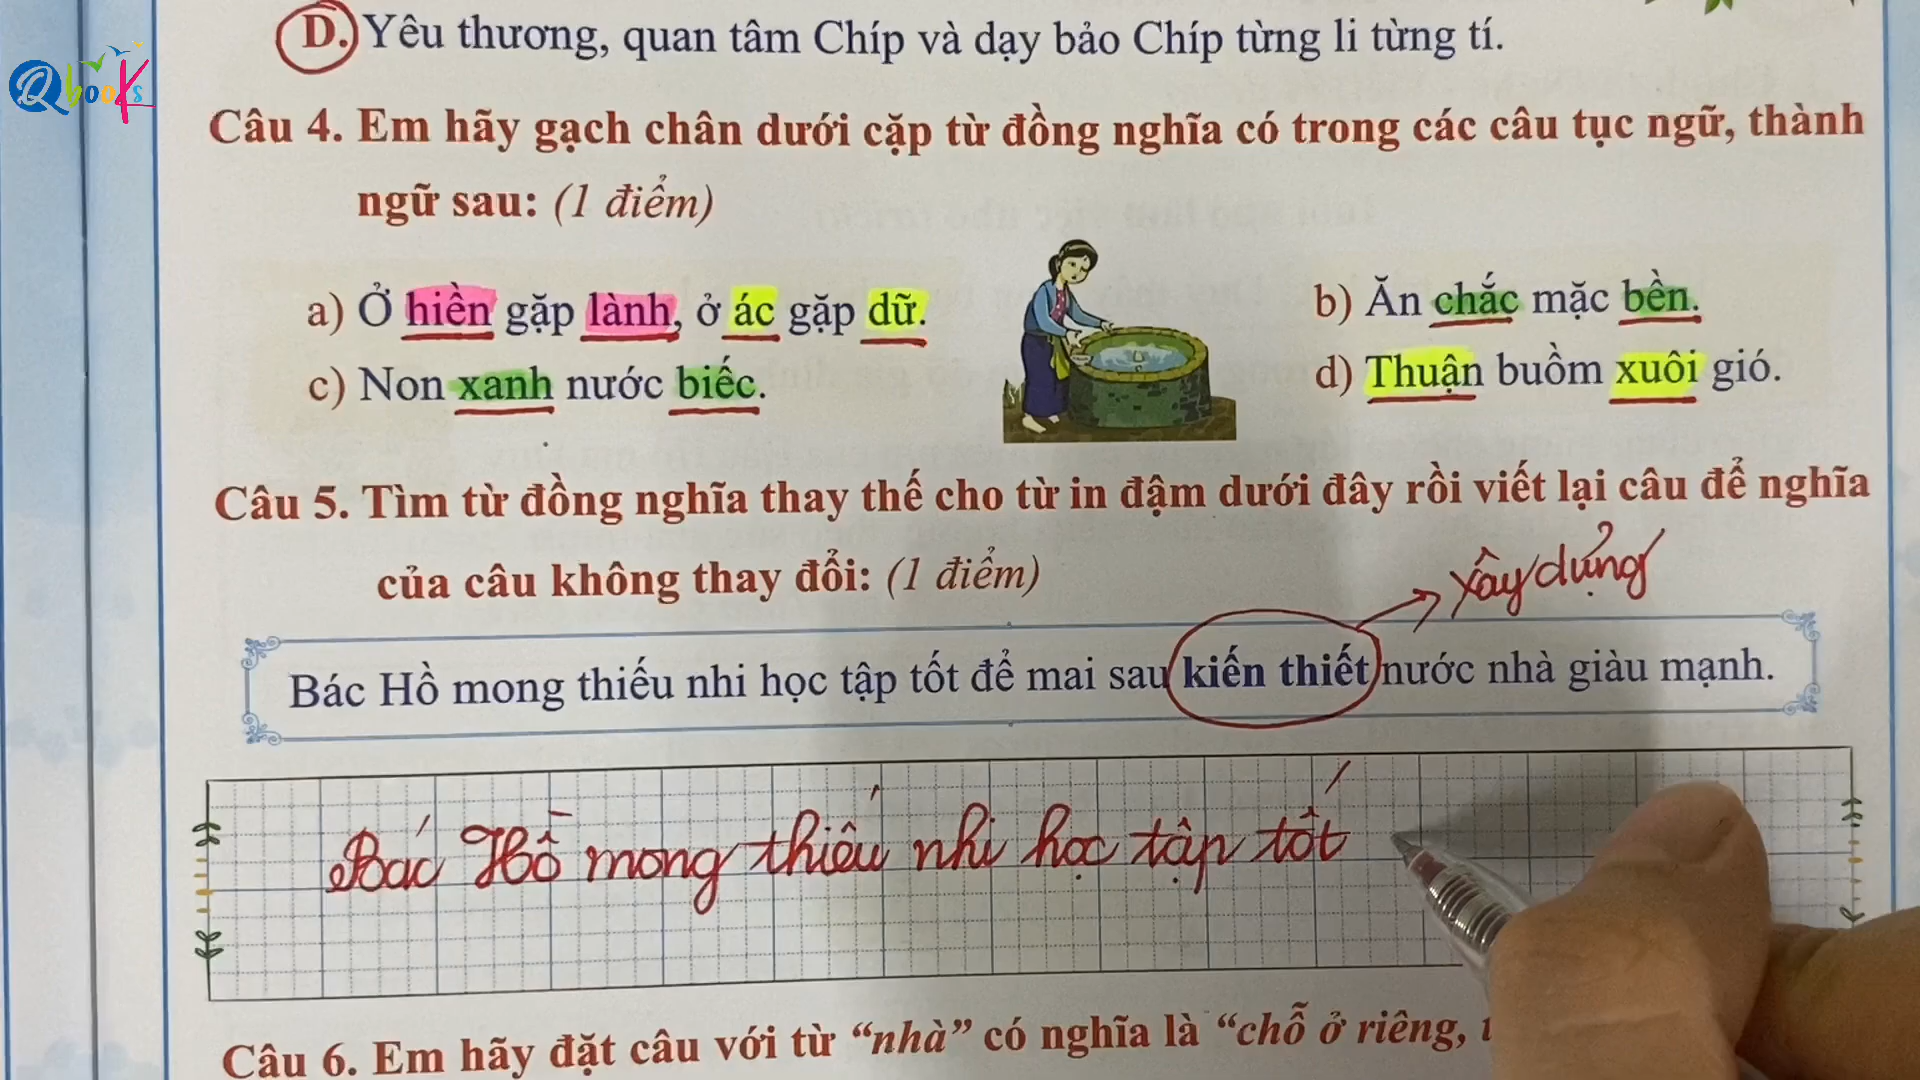 D. Yêu thương, quan tâm Chíp và dạy bảo Chíp từng li từng tí.
Qbooks
Câu 4. Em hãy gạch chân dưới cặp từ đồng nghĩa có trong các câu tục ngữ, thành
ngữ sau: (1 điểm)
a) Ở hiền gặp lành, ở ác gặp dữ.
b) Ăn chắc mặc bền.
c) Non xanh nước biếc.
d) Thuận buồm xuôi gió.
Câu 5. Tìm từ đồng nghĩa thay thế cho từ in đậm dưới đây rồi viết lại câu để nghĩa
của câu không thay đổi: (1 điểm)
xây dựng
Bác Hồ mong thiếu nhi học tập tốt để mai sau kiến thiết nước nhà giàu mạnh.
Bác Hồ mong thiếu nhi học tập tốt
Câu 6. Em hãy đặt câu với từ “nhà” có nghĩa là “chỗ ở riêng,